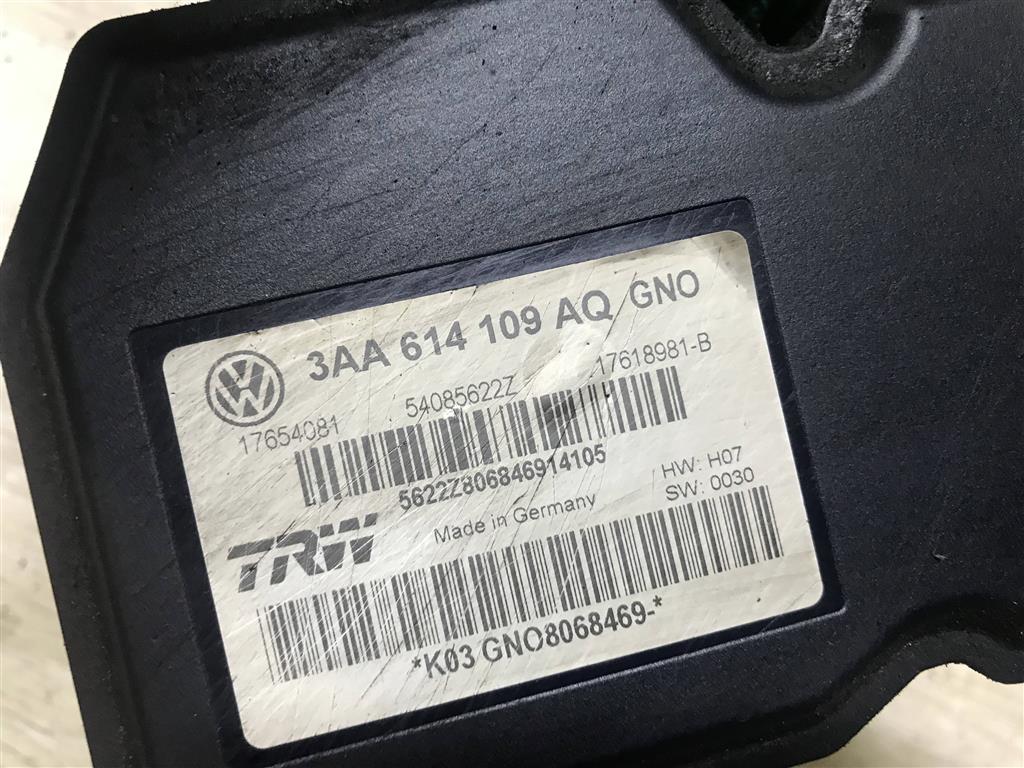 3AA 614 109 AQ GNO
17654081 54085622Z 17618981-B
5622Z806846914105
HW: H07
SW: 0030
TRW Made in Germany
*K03 GNO8068469-*